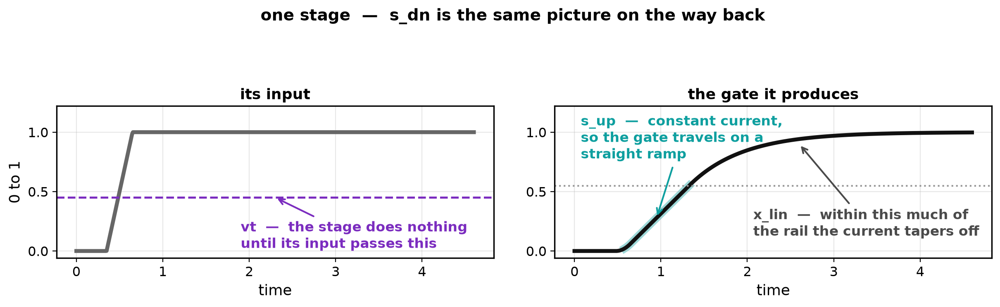 one stage — s_dn is the same picture on the way back
its input
0 to 1
1.0
0.5
0.0
vt — the stage does nothing
until its input passes this
0 1 2 3 4
time
the gate it produces
s_up — constant current,
so the gate travels on a
straight ramp
1.0
0.5
0.0
x_lin — within this much of
the rail the current tapers off
0 1 2 3 4
time